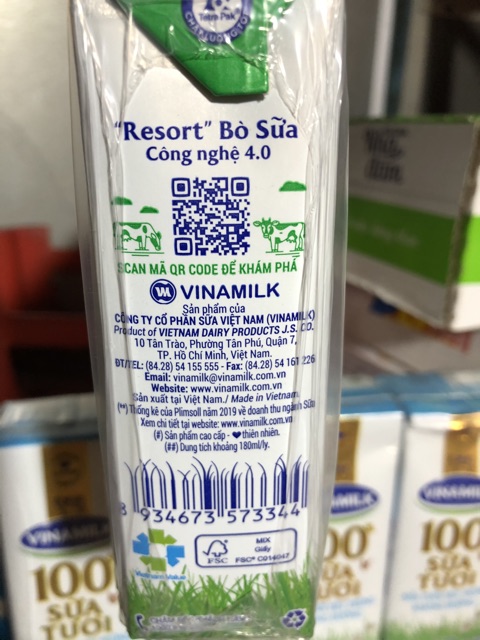 Tetra Pak
"Resort" Bò Sữa
Công nghệ 4.0
SCAN MÃ QR CODE ĐỂ KHÁM PHÁ
VINAMILK
Sản phẩm của
CÔNG TY CỔ PHẦN SỮA VIỆT NAM (VINAMILK)
Product of VIETNAM DAIRY PRODUCTS J.S. CO.
10 Tân Trào, Phường Tân Phú, Quận 7,
TP. Hồ Chí Minh, Việt Nam.
ĐT/TEL: (84.28) 54 155 555 - Fax: (84.28) 54 161 226
Email: vinamilk@vinamilk.com.vn
Website: www.vinamilk.com.vn
Sản xuất tại Việt Nam./ Made in Vietnam.
(**) Thống kê của Plimsoll năm 2019 về doanh thu ngành Sữa
Xem chi tiết tại website: www.vinamilk.com.vn
(#) Sản phẩm cao cấp - ❤ thiên nhiên.
(##) Dung tích khoảng 180ml/ly.
8 934673 573344
FSC
MIX
Giấy
FSC® C014047
VINAMILK
100
SỮA
TƯƠI
VINAMILK
SỮA
TƯƠI
VINAMILK
100
SỮA
TƯƠI